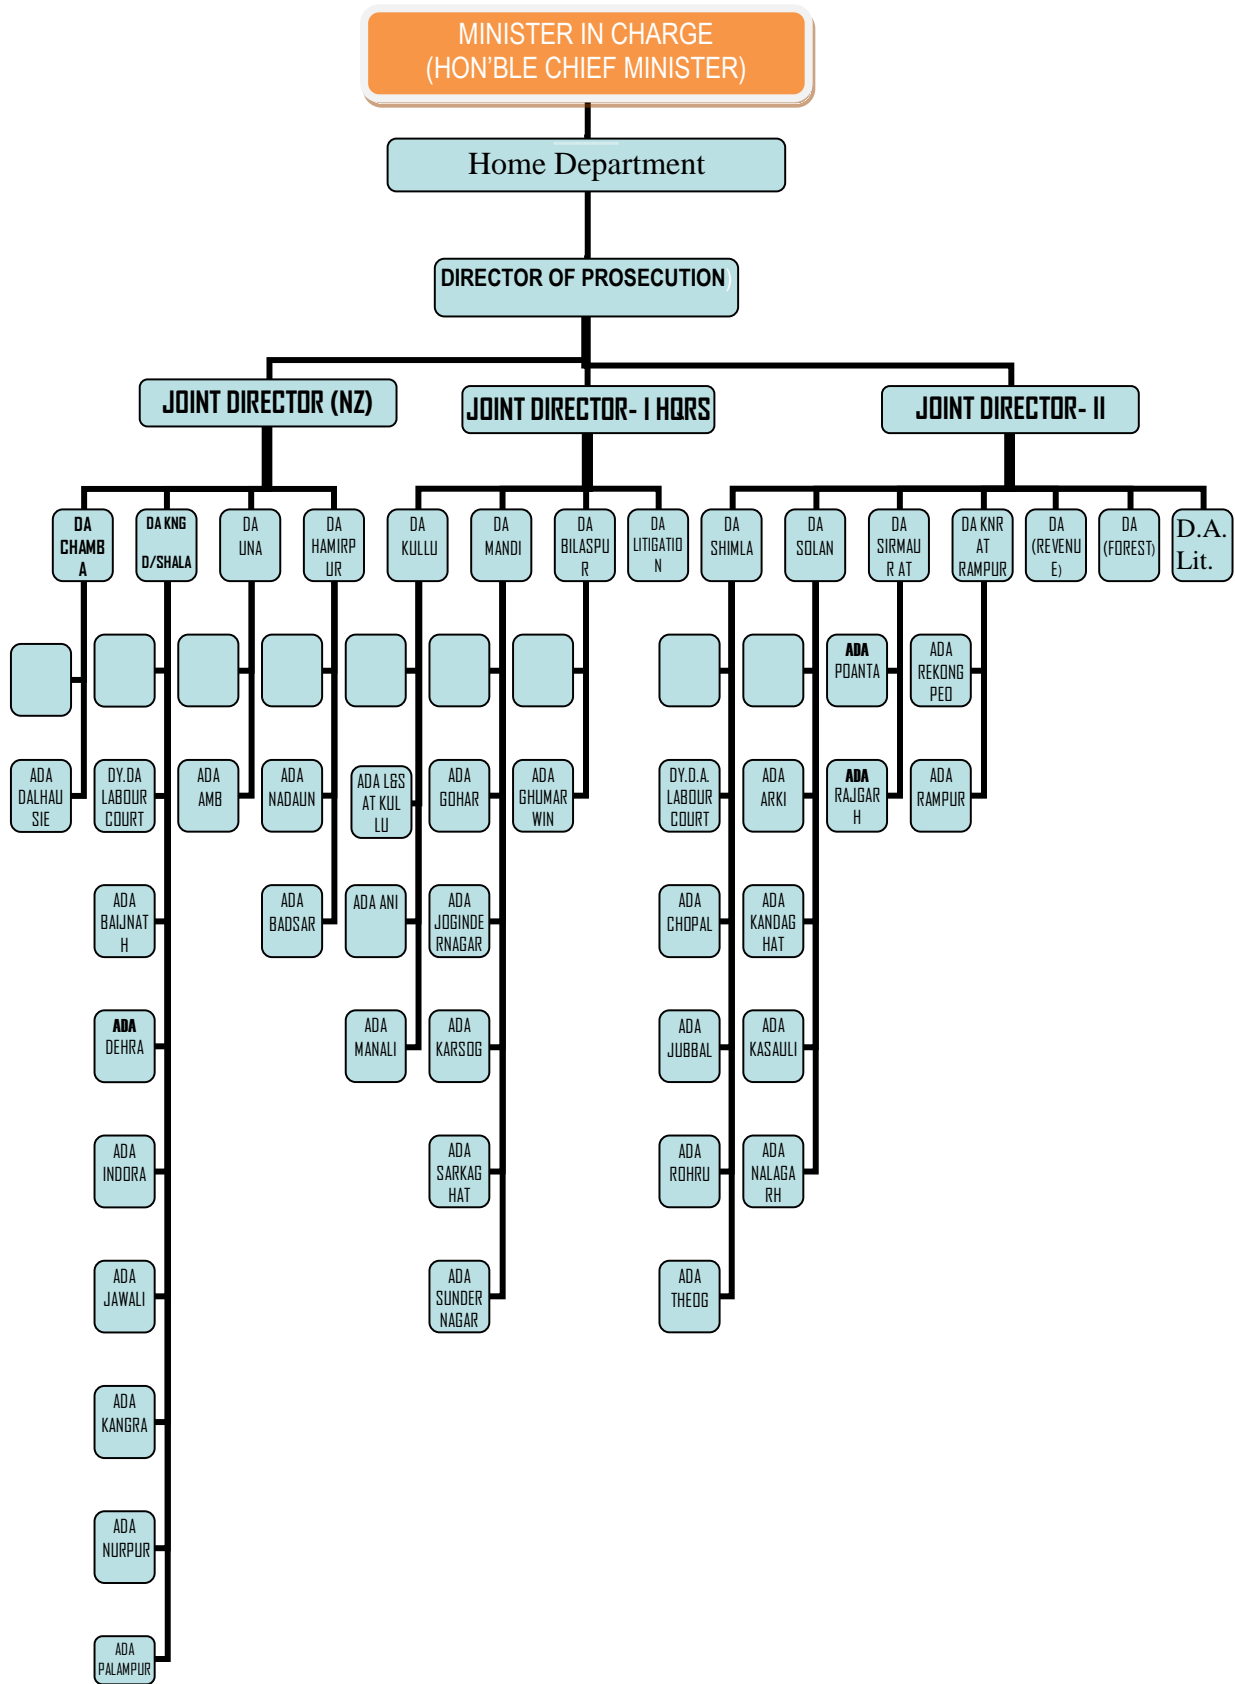 MINISTER IN CHARGE
(HON'BLE CHIEF MINISTER)
Home Department
DIRECTOR OF PROSECUTION)
JOINT DIRECTOR (NZ)
JOINT DIRECTOR- I HQRS
JOINT DIRECTOR- II
DA
CHAMB
A
DA KNG
D/SHALA
DA
UNA
DA
HAMIRP
UR
DA
KULLU
DA
MANDI
DA
BILASPU
R
DA
LITIGATIO
N
DA
SHIMLA
DA
SOLAN
DA
SIRMAU
R AT
DA KNR
AT
RAMPUR
DA
(REVENU
E)
DA
(FOREST)
D.A.
Lit.
ADA
POANTA
ADA
REKONG
PEO
ADA
DALHAU
SIE
DY.DA
LABOUR
COURT
ADA
AMB
ADA
NADAUN
ADA L&S
AT KUL
LU
ADA
GOHAR
ADA
GHUMAR
WIN
DY.D.A.
LABOUR
COURT
ADA
ARKI
ADA
RAJGAR
H
ADA
RAMPUR
ADA
BAIJNAT
H
ADA
BADSAR
ADA ANI
ADA
JOGINDE
RNAGAR
ADA
CHOPAL
ADA
KANDAG
HAT
ADA
DEHRA
ADA
MANALI
ADA
KARSOG
ADA
JUBBAL
ADA
KASAULI
ADA
INDORA
ADA
SARKAG
HAT
ADA
ROHRU
ADA
NALAGA
RH
ADA
JAWALI
ADA
SUNDER
NAGAR
ADA
THEOG
ADA
KANGRA
ADA
NURPUR
ADA
PALAMPUR